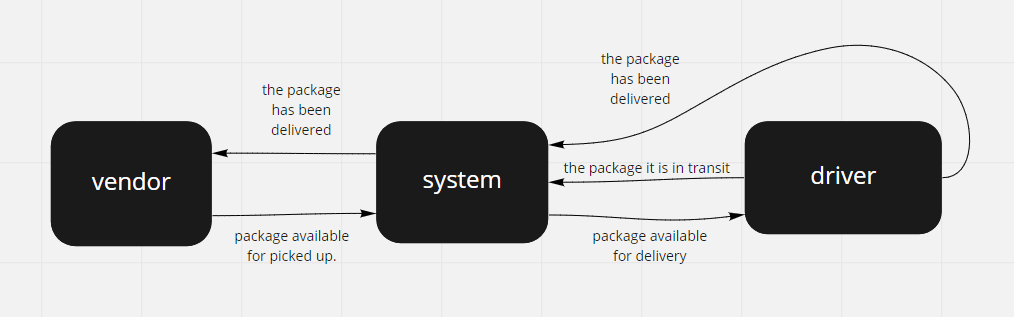 the package
has been
delivered
the package
has been
delivered
vendor
system
the package it is in transit
driver
package available
for picked up.
package available
for delivery